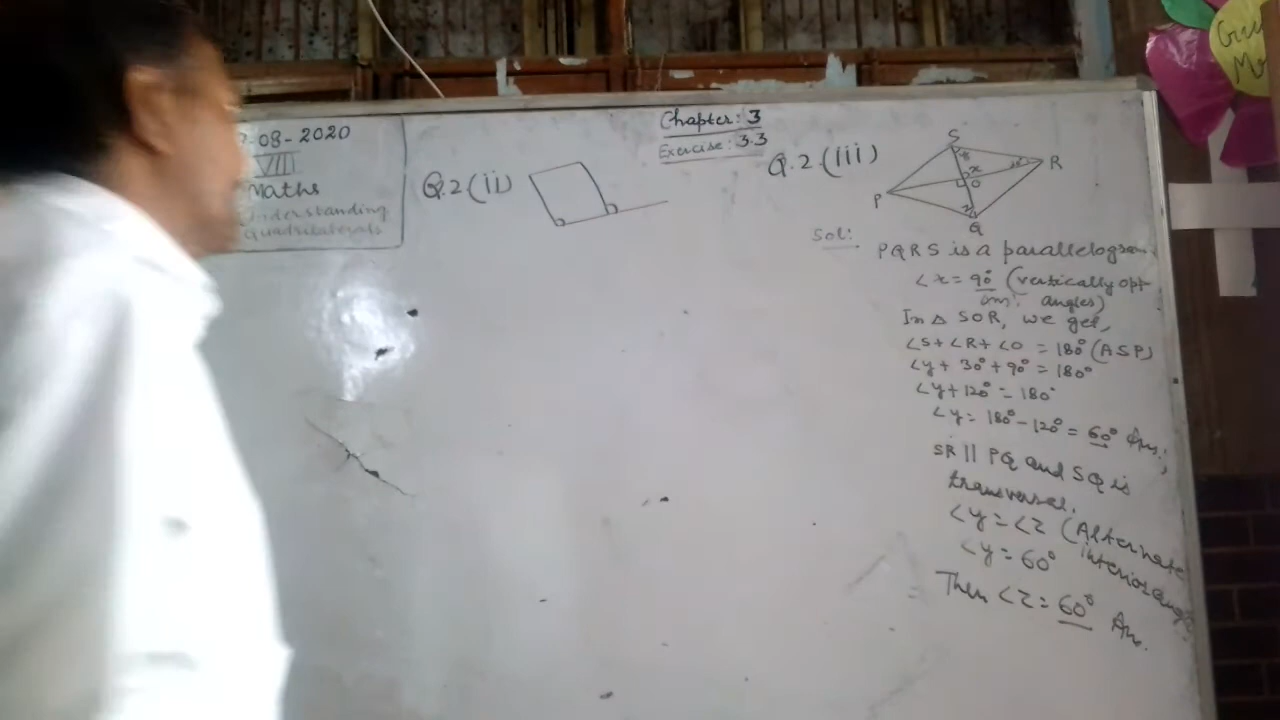 -08-2020
VIII
Maths
Understanding
Quadrilaterals
Chapter: 3
Exercise: 3.3
Q.2 (ii)
Q.2 (iii)
S
R
x
O
P
z
Q
Sol:
PQRS is a parallelogram
∠x = 90° (vertically opp
angles)
In △ SOR, we get,
∠S + ∠R + ∠O = 180° (ASP)
∠y + 30° + 90° = 180°
∠y + 120° = 180°
∠y = 180° - 120° = 60° Ans.
SR || PQ and SQ is
transversal.
∠y = ∠z (Alternate
interior angle
∠y = 60°
Then ∠z = 60° Ans.